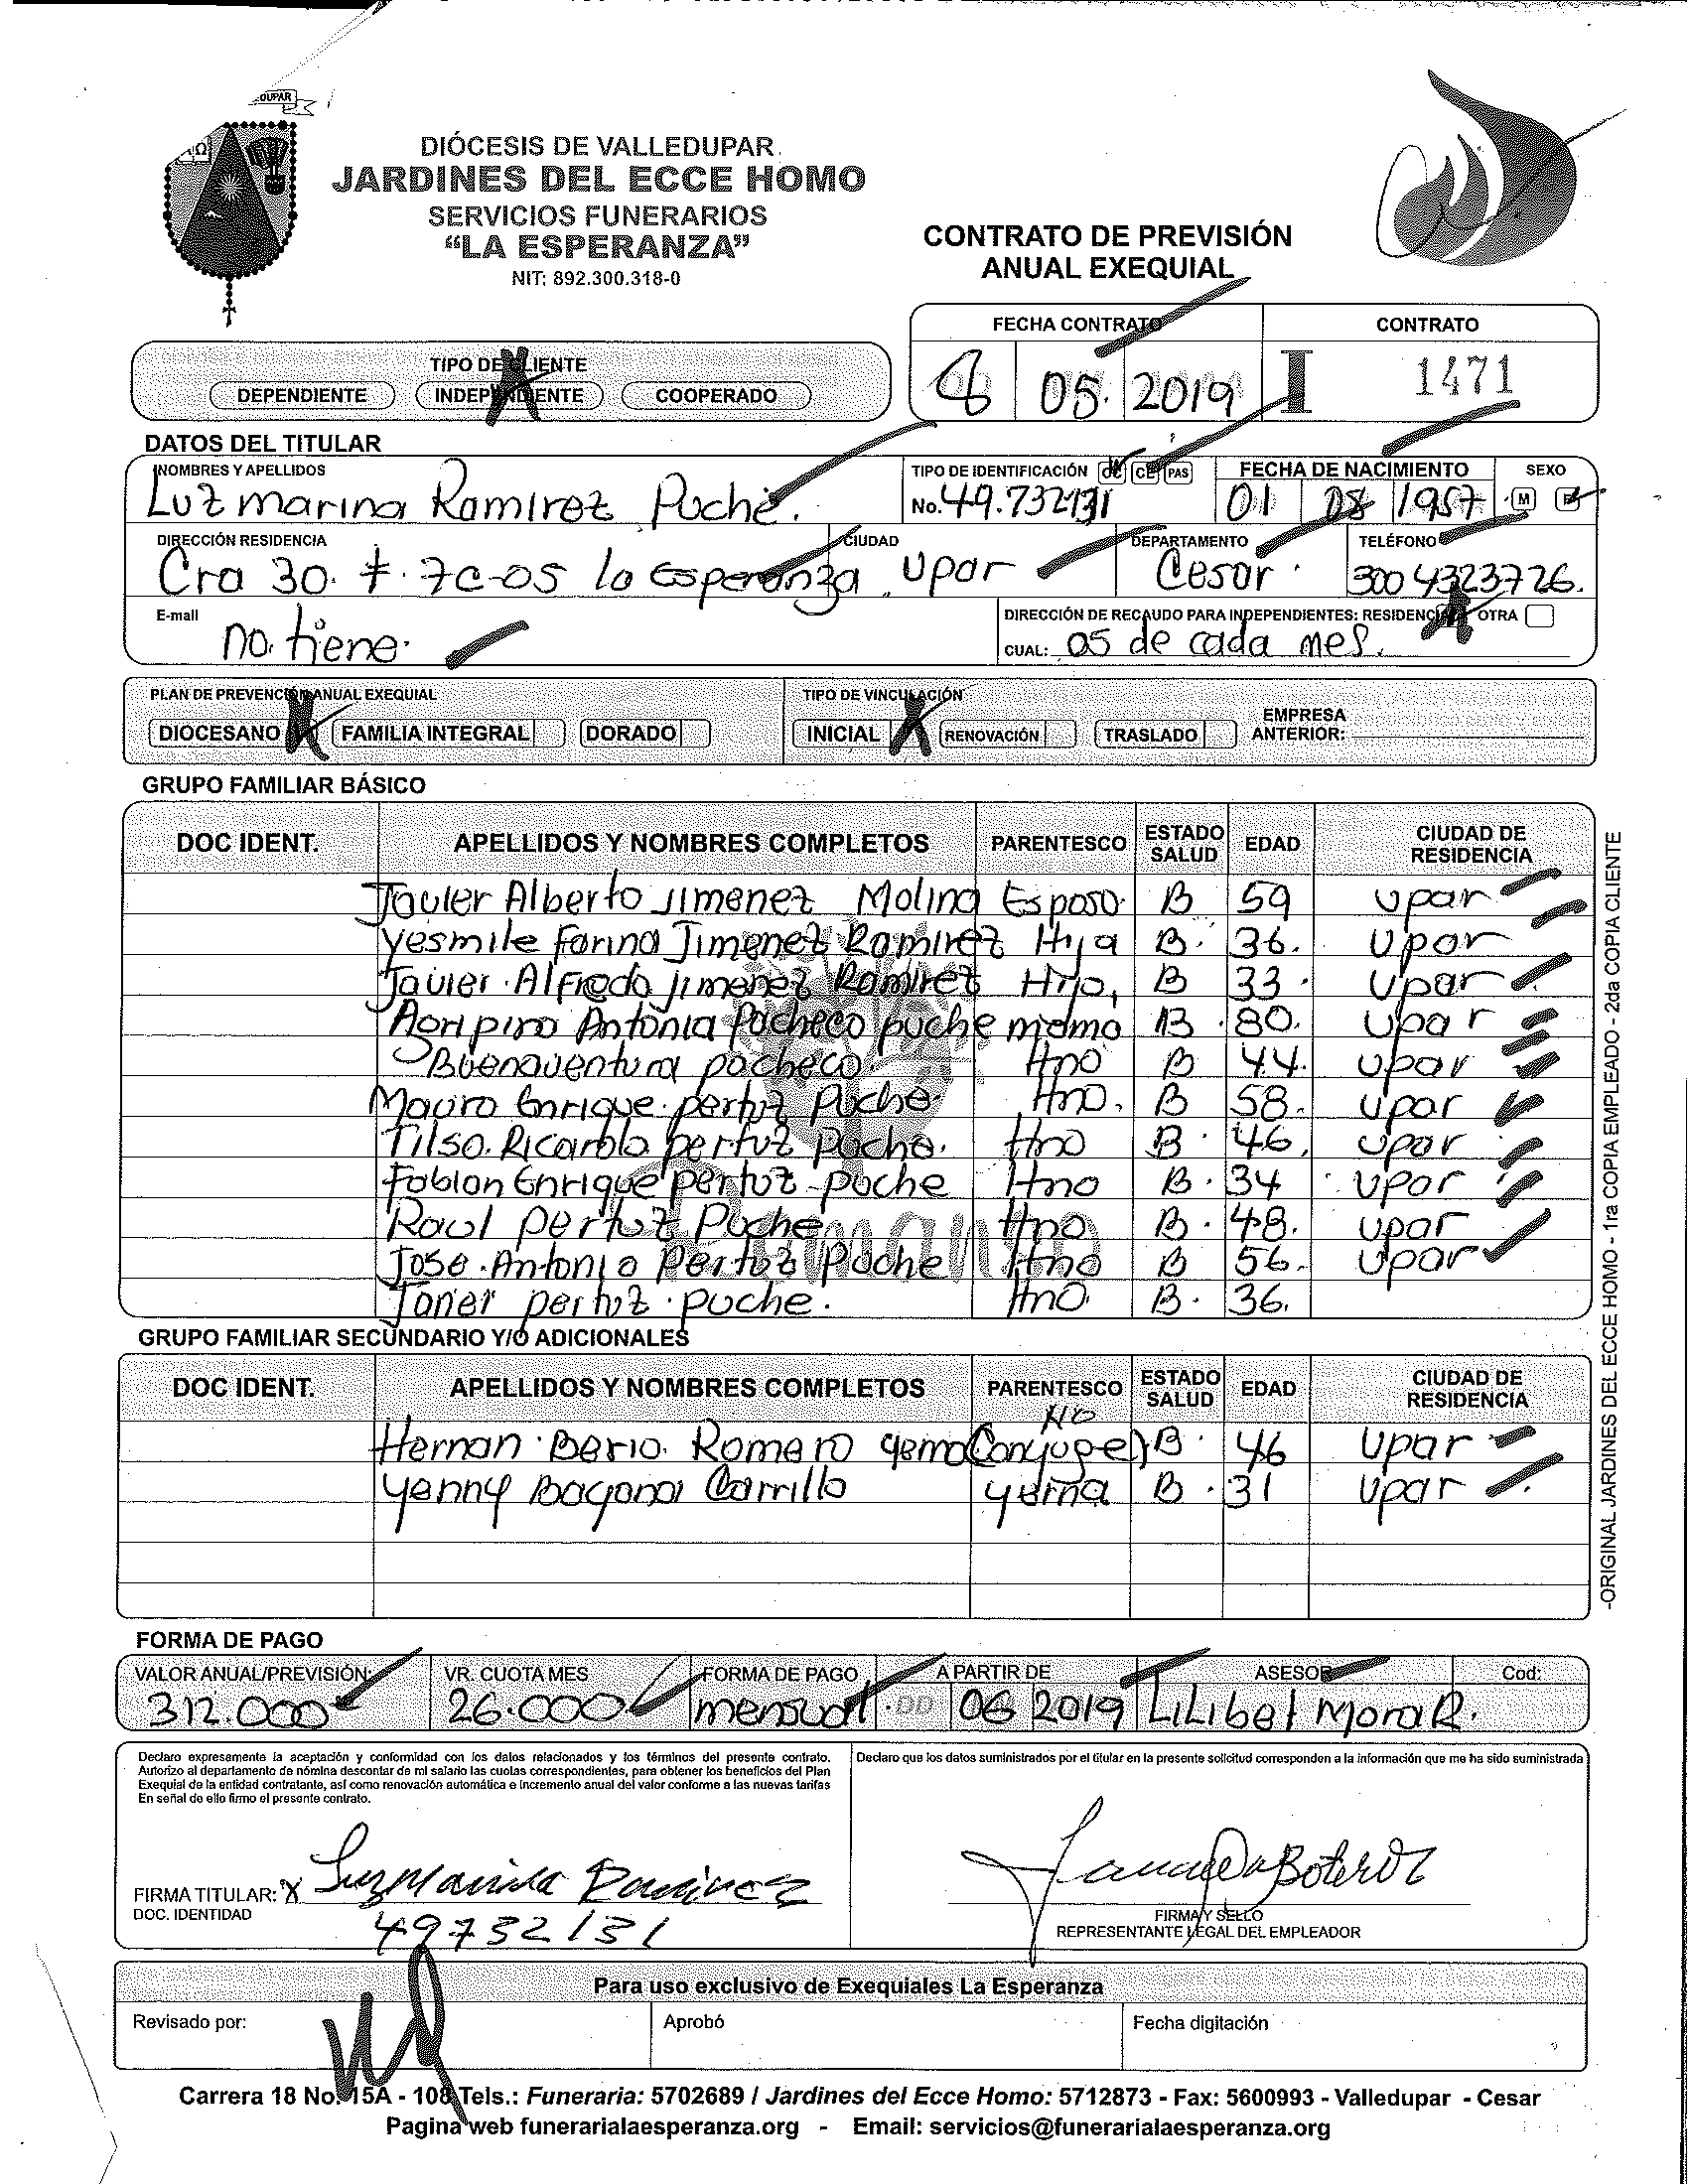 DUPAR
DIÓCESIS DE VALLEDUPAR
JARDINES DEL ECCE HOMO
SERVICIOS FUNERARIOS
“LA ESPERANZA”
NIT: 892.300.318-0
CONTRATO DE PREVISIÓN
ANUAL EXEQUIAL
FECHA CONTRATO CONTRATO
05. 2019 I 1471
TIPO DE CLIENTE
DEPENDIENTE INDEPENDIENTE COOPERADO
DATOS DEL TITULAR
NOMBRES Y APELLIDOS TIPO DE IDENTIFICACIÓN CC CE PAS FECHA DE NACIMIENTO SEXO
Luz marina Ramirez Puche. No. 49.732131 01 08 1957 M F
DIRECCIÓN RESIDENCIA CIUDAD DEPARTAMENTO TELÉFONO
Cra 30. #. 7C-05 la Esperanza. Upar Cesar. 300 4323726.
E-mail DIRECCIÓN DE RECAUDO PARA INDEPENDIENTES: RESIDENCIA OTRA
no. tiene. CUAL: 05 de cada mes.
PLAN DE PREVENCIÓN ANUAL EXEQUIAL TIPO DE VINCULACIÓN
DIOCESANO FAMILIA INTEGRAL DORADO INICIAL RENOVACIÓN TRASLADO EMPRESA ANTERIOR:
GRUPO FAMILIAR BÁSICO
DOC IDENT. APELLIDOS Y NOMBRES COMPLETOS PARENTESCO ESTADO SALUD EDAD CIUDAD DE RESIDENCIA
Javier Alberto Jimenez Molina Esposo. B 59 upar
Yesmile Farina Jimenez Ramirez Hija B. 36. Upar
Javier. Alfredo Jimenez Ramirez Hijo, B 33. Upar
Antonia Pacheco puche B. 80. Upar
Buenaventura pacheco. Hno B 44. upar
Mauro Enrique. pertuz Puche. Hno. B 58. upar
Tilso. Ricardo pertuz Puche. Hno B. 46. upar
Fabian Enrique pertuz-puche Hno B. 34 upar
Raul pertuz Puche Hno B. 48. upar
Jose. Antonio Pertuz Puche Hno B 56. upar
Janer pertuz. puche. Hno. B. 36.
GRUPO FAMILIAR SECUNDARIO Y/O ADICIONALES
DOC IDENT. APELLIDOS Y NOMBRES COMPLETOS PARENTESCO ESTADO SALUD EDAD CIUDAD DE RESIDENCIA
NO
Hernan. Berio. Romero yerno (Conjuge) B. 46 Upar
Yenny Bayona Carrillo yerna B. 31 Upar
FORMA DE PAGO
VALOR ANUAL/PREVISIÓN: VR. CUOTA MES FORMA DE PAGO A PARTIR DE ASESOR Cod:
312.000 26.000 mensual DD 06 2019 Lilibet Mora R.
Declaro expresamente la aceptación y conformidad con los datos relacionados y los términos del presente contrato.
Autorizo al departamento de nómina descontar de mi salario las cuotas correspondientes, para obtener los beneficios del Plan
Exequial de la entidad contratante, así como renovación automática e incremento anual del valor conforme a las nuevas tarifas
En señal de ello firmo el presente contrato.
Declaro que los datos suministrados por el titular en la presente solicitud corresponden a la información que me ha sido suministrada
FIRMA TITULAR: X Luz Marina Ramirez
DOC. IDENTIDAD 49732131
FIRMA Y SELLO
REPRESENTANTE LEGAL DEL EMPLEADOR
Para uso exclusivo de Exequiales La Esperanza
Revisado por: Aprobó Fecha digitación
Carrera 18 No. 15A - 108 Tels.: Funeraria: 5702689 / Jardines del Ecce Homo: 5712873 - Fax: 5600993 - Valledupar - Cesar
Pagina web funerarialaesperanza.org - Email: servicios@funerarialaesperanza.org
-ORIGINAL JARDINES DEL ECCE HOMO - 1ra COPIA EMPLEADO - 2da COPIA CLIENTE